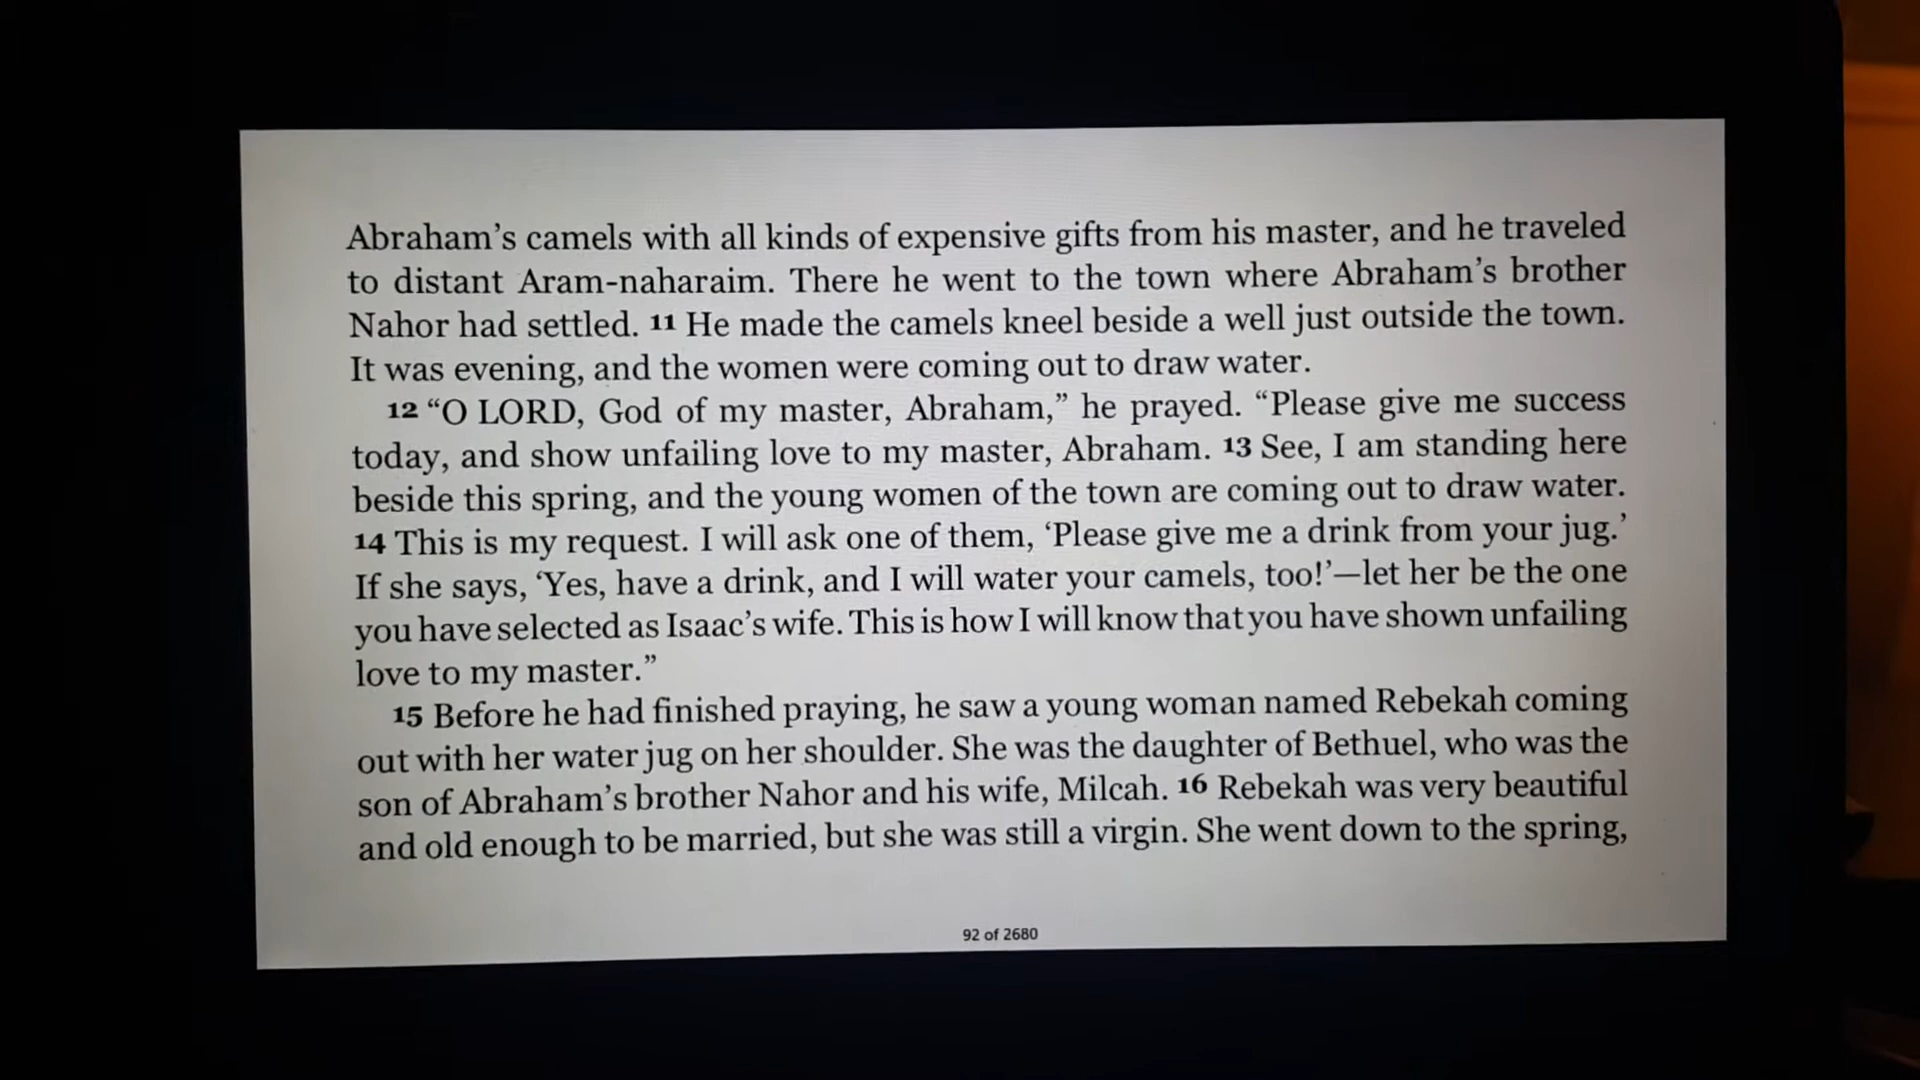 Abraham’s camels with all kinds of expensive gifts from his master, and he traveled
to distant Aram-naharaim. There he went to the town where Abraham’s brother
Nahor had settled. 11 He made the camels kneel beside a well just outside the town.
It was evening, and the women were coming out to draw water.
12 “O LORD, God of my master, Abraham,” he prayed. “Please give me success
today, and show unfailing love to my master, Abraham. 13 See, I am standing here
beside this spring, and the young women of the town are coming out to draw water.
14 This is my request. I will ask one of them, ‘Please give me a drink from your jug.’
If she says, ‘Yes, have a drink, and I will water your camels, too!’—let her be the one
you have selected as Isaac’s wife. This is how I will know that you have shown unfailing
love to my master.”
15 Before he had finished praying, he saw a young woman named Rebekah coming
out with her water jug on her shoulder. She was the daughter of Bethuel, who was the
son of Abraham’s brother Nahor and his wife, Milcah. 16 Rebekah was very beautiful
and old enough to be married, but she was still a virgin. She went down to the spring,
92 of 2680